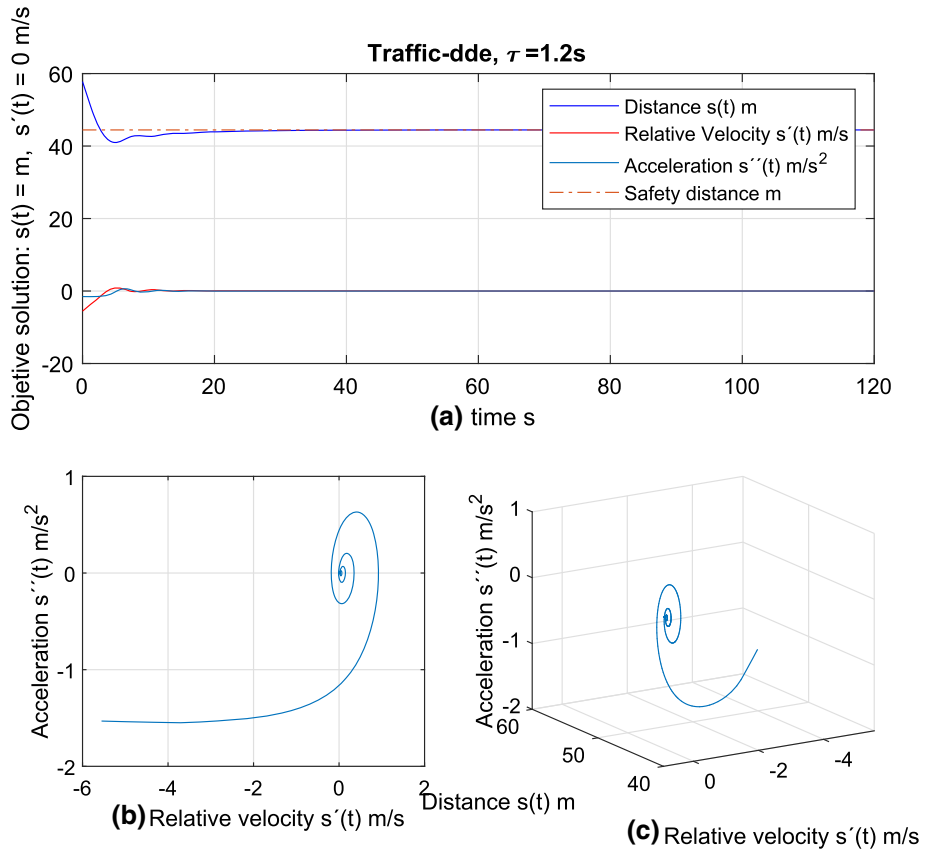 Traffic-dde, τ =1.2s
Objetive solution: s(t) = m, s´(t) = 0 m/s
60
40
20
0
-20
0 20 40 60 80 100 120
Distance s(t) m
Relative Velocity s´(t) m/s
Acceleration s´´(t) m/s2
Safety distance m
(a) time s
Acceleration s´´(t) m/s2
1
0
-1
-2
-6 -4 -2 0 2
(b) Relative velocity s´(t) m/s
Acceleration s´´(t) m/s2
1
0
-1
-2
60
50
40
0 -2 -4
Distance s(t) m
(c) Relative velocity s´(t) m/s